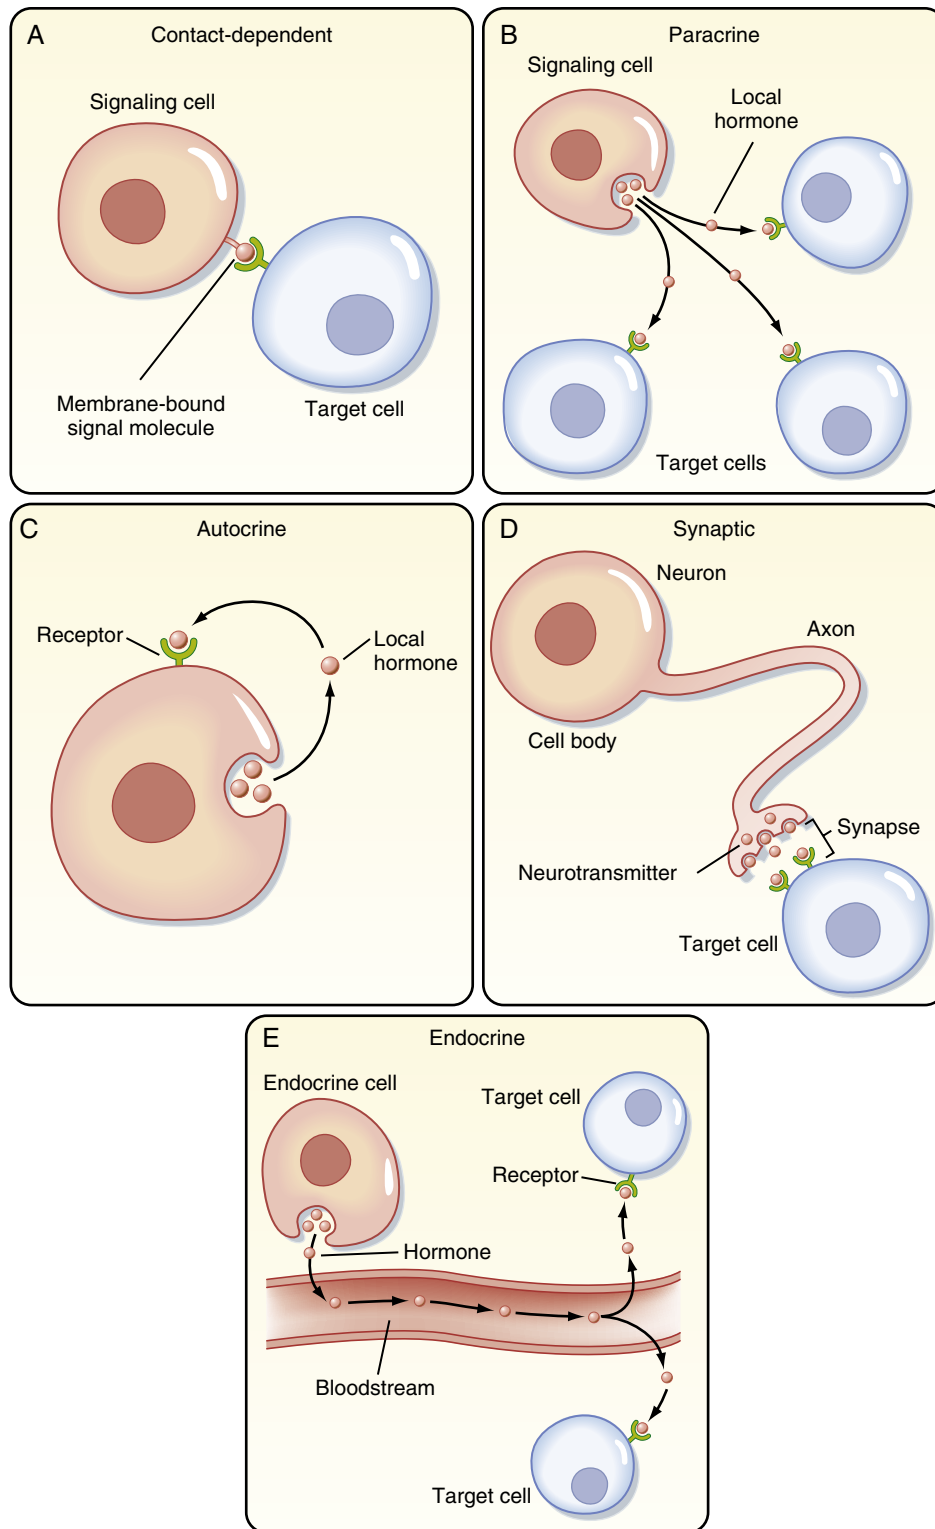 A
Contact-dependent
Signaling cell
Membrane-bound
signal molecule
Target cell
B
Paracrine
Signaling cell
Local
hormone
Target cells
C
Autocrine
Receptor
Local
hormone
D
Synaptic
Neuron
Axon
Cell body
Synapse
Neurotransmitter
Target cell
E
Endocrine
Endocrine cell
Target cell
Receptor
Hormone
Bloodstream
Target cell